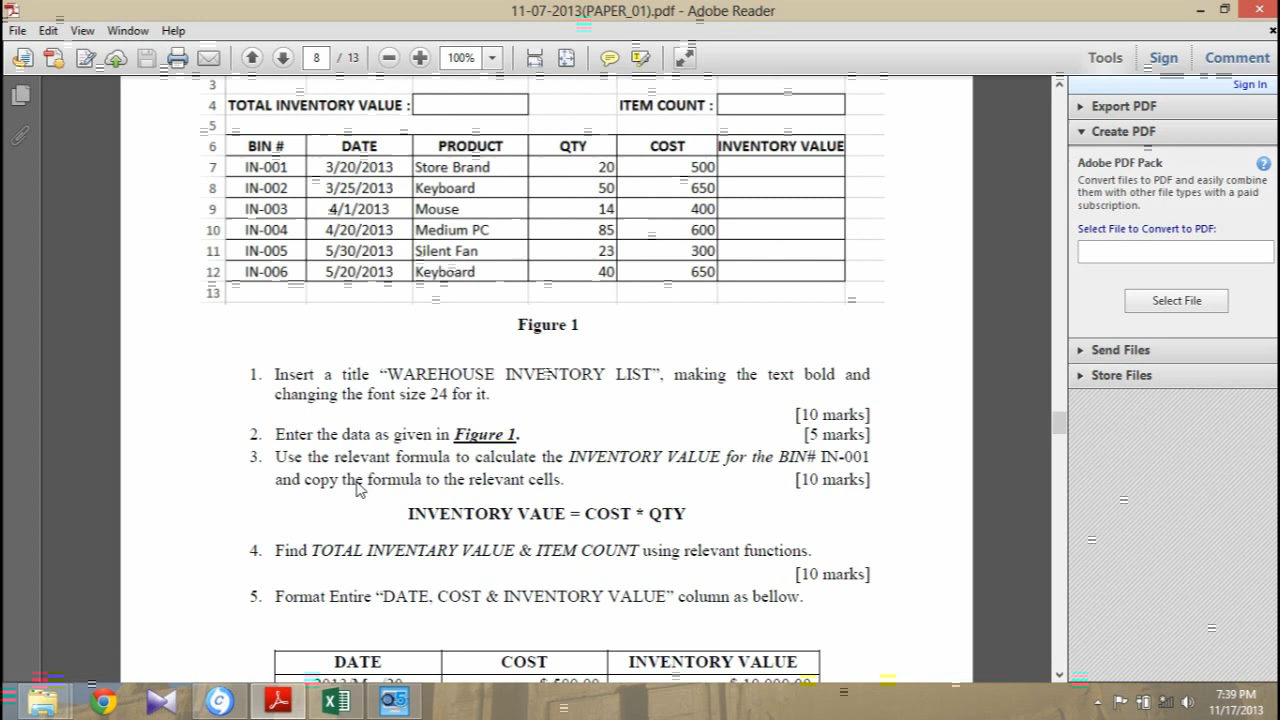 11-07-2013(PAPER_01).pdf - Adobe Reader
File Edit View Window Help
8 / 13 100% Tools Sign Comment
Sign In
3
4 TOTAL INVENTORY VALUE : ITEM COUNT :
5
6 BIN # DATE PRODUCT QTY COST INVENTORY VALUE
7 IN-001 3/20/2013 Store Brand 20 500
8 IN-002 3/25/2013 Keyboard 50 650
9 IN-003 4/1/2013 Mouse 14 400
10 IN-004 4/20/2013 Medium PC 85 600
11 IN-005 5/30/2013 Silent Fan 23 300
12 IN-006 5/20/2013 Keyboard 40 650
13
Figure 1
1. Insert a title “WAREHOUSE INVENTORY LIST”, making the text bold and
changing the font size 24 for it.
[10 marks]
2. Enter the data as given in Figure 1. [5 marks]
3. Use the relevant formula to calculate the INVENTORY VALUE for the BIN# IN-001
and copy the formula to the relevant cells. [10 marks]
INVENTORY VAUE = COST * QTY
4. Find TOTAL INVENTARY VALUE & ITEM COUNT using relevant functions.
[10 marks]
5. Format Entire “DATE, COST & INVENTORY VALUE” column as bellow.
DATE COST INVENTORY VALUE
Export PDF
Create PDF
Adobe PDF Pack
Convert files to PDF and easily combine
them with other file types with a paid
subscription.
Select File to Convert to PDF:
Select File
Send Files
Store Files
7:39 PM
11/17/2013